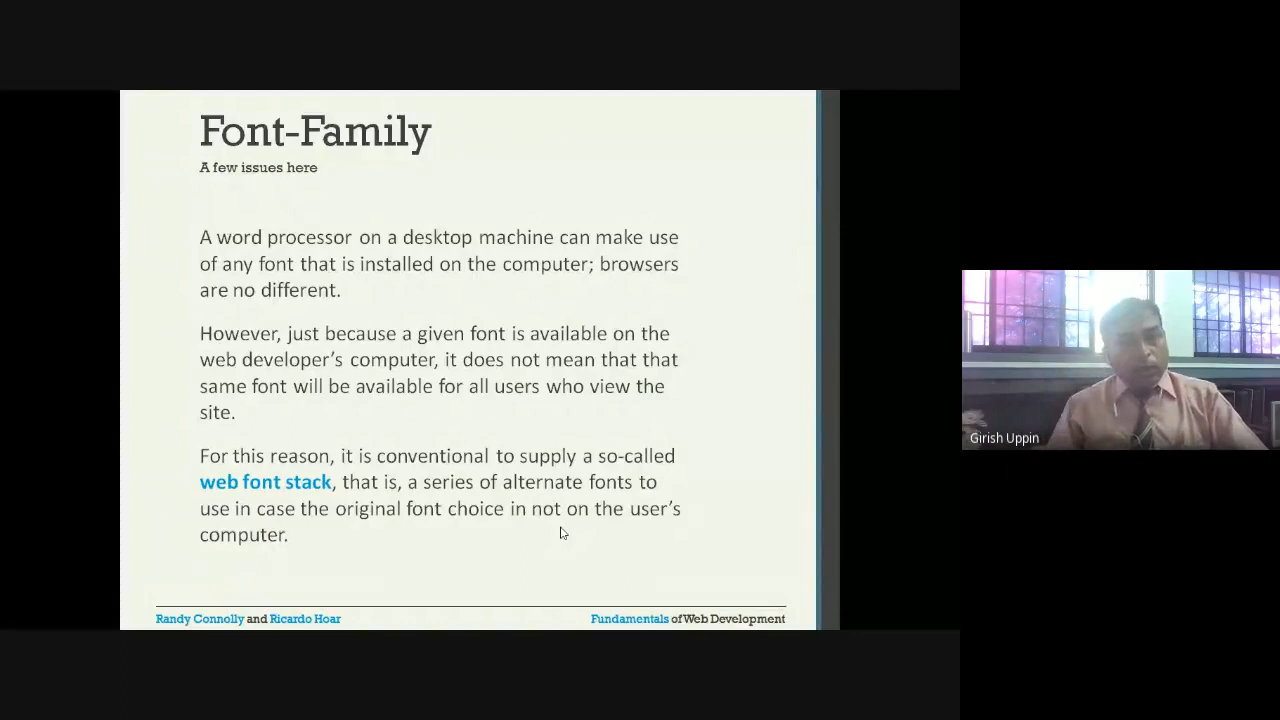 Font-Family
A few issues here
A word processor on a desktop machine can make use
of any font that is installed on the computer; browsers
are no different.
However, just because a given font is available on the
web developer’s computer, it does not mean that that
same font will be available for all users who view the
site.
For this reason, it is conventional to supply a so-called
web font stack, that is, a series of alternate fonts to
use in case the original font choice in not on the user’s
computer.
Randy Connolly and Ricardo Hoar
Fundamentals of Web Development
Girish Uppin